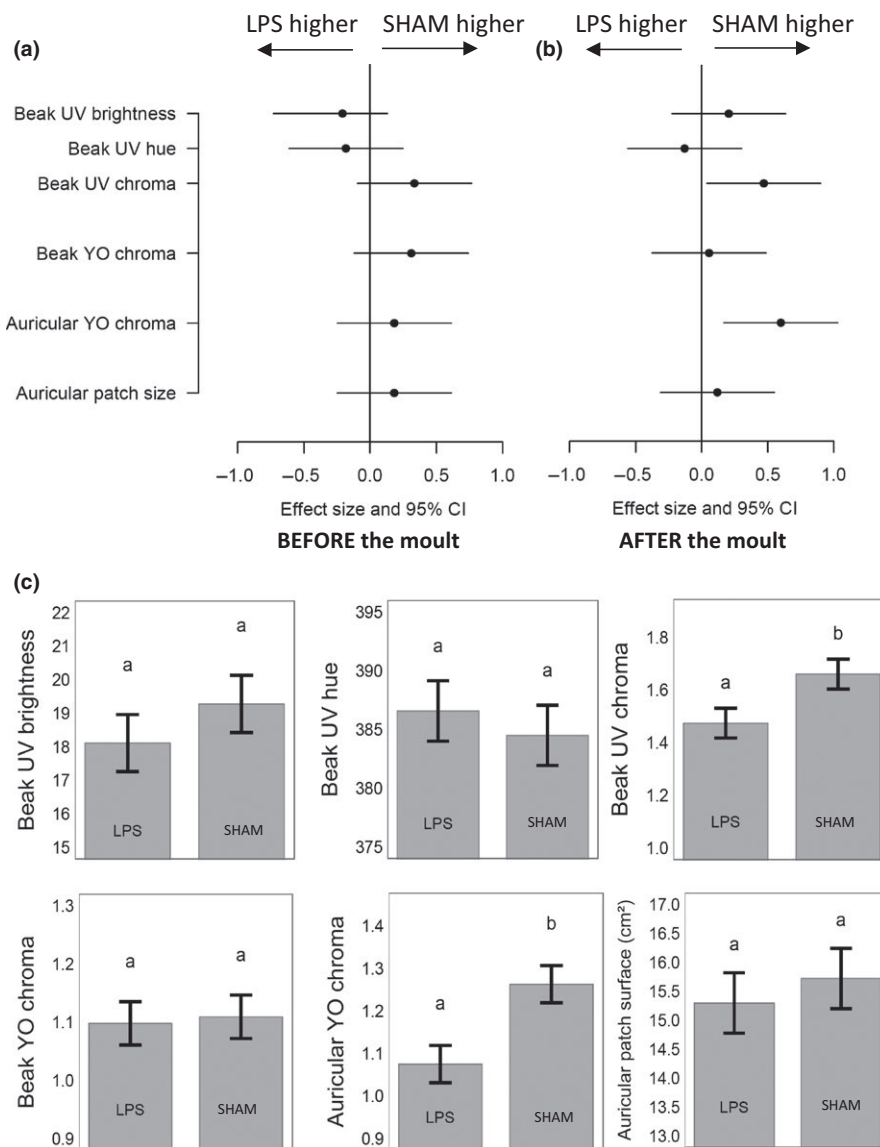 LPS higher SHAM higher LPS higher SHAM higher
(a) (b)
Beak UV brightness
Beak UV hue
Beak UV chroma
Beak YO chroma
Auricular YO chroma
Auricular patch size
–1.0 –0.5 0.0 0.5 1.0 –1.0 –0.5 0.0 0.5 1.0
Effect size and 95% CI Effect size and 95% CI
BEFORE the moult AFTER the moult
(c)
Beak UV brightness
22
21
20
19
18
17
16
15
a a
LPS SHAM
Beak UV hue
395
390
385
380
375
a a
LPS SHAM
Beak UV chroma
1.8
1.6
1.4
1.2
1.0
a b
LPS SHAM
Beak YO chroma
1.3
1.2
1.1
1.0
0.9
a a
LPS SHAM
Auricular YO chroma
1.4
1.3
1.2
1.1
1.0
0.9
a b
LPS SHAM
Auricular patch surface (cm²)
17.0
16.5
16.0
15.5
15.0
14.5
14.0
13.5
13.0
a a
LPS SHAM